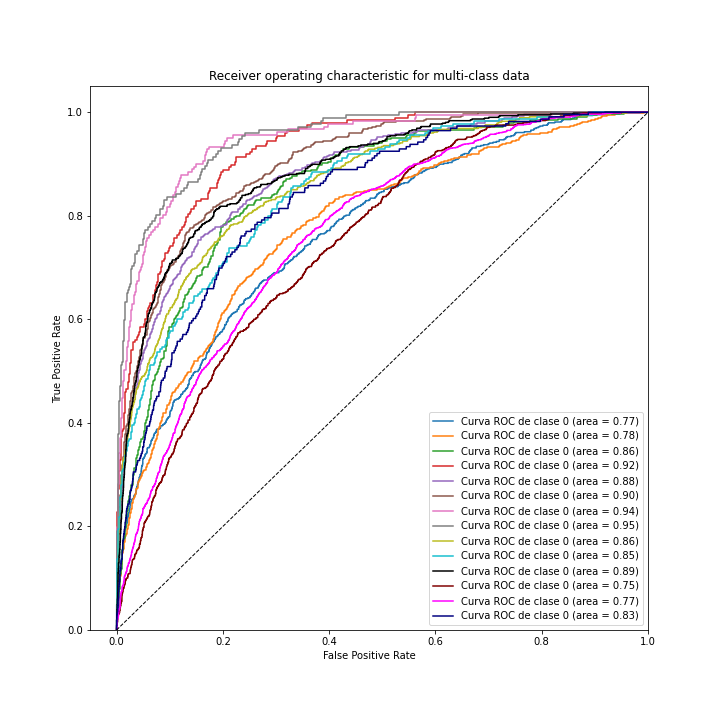 Receiver operating characteristic for multi-class data
1.0
0.8
0.6
0.4
0.2
0.0
True Positive Rate
Curva ROC de clase 0 (area = 0.77)
Curva ROC de clase 0 (area = 0.78)
Curva ROC de clase 0 (area = 0.86)
Curva ROC de clase 0 (area = 0.92)
Curva ROC de clase 0 (area = 0.88)
Curva ROC de clase 0 (area = 0.90)
Curva ROC de clase 0 (area = 0.94)
Curva ROC de clase 0 (area = 0.95)
Curva ROC de clase 0 (area = 0.86)
Curva ROC de clase 0 (area = 0.85)
Curva ROC de clase 0 (area = 0.89)
Curva ROC de clase 0 (area = 0.75)
Curva ROC de clase 0 (area = 0.77)
Curva ROC de clase 0 (area = 0.83)
0.0 0.2 0.4 0.6 0.8 1.0
False Positive Rate